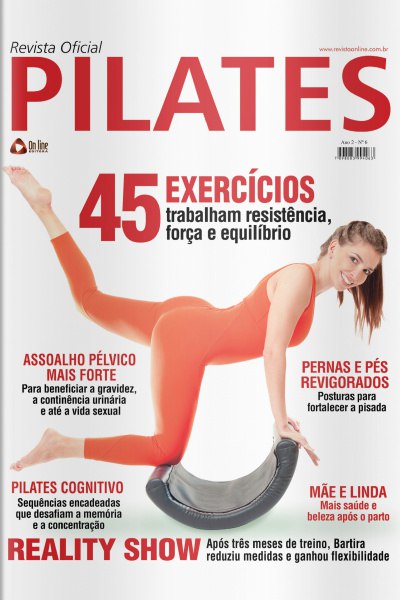 Revista Oficial
www.revistaonline.com.br
PILATES
On line
EDITORA
Ano 2 - Nº 6
45 EXERCÍCIOS
trabalham resistência,
força e equilíbrio
ASSOALHO PÉLVICO
MAIS FORTE
Para beneficiar a gravidez,
a continência urinária
e até a vida sexual
PERNAS E PÉS
REVIGORADOS
Posturas para
fortalecer a pisada
PILATES COGNITIVO
Sequências encadeadas
que desafiam a memória
e a concentração
MÃE E LINDA
Mais saúde e
beleza após o parto
REALITY SHOW
Após três meses de treino, Bartira
reduziu medidas e ganhou flexibilidade